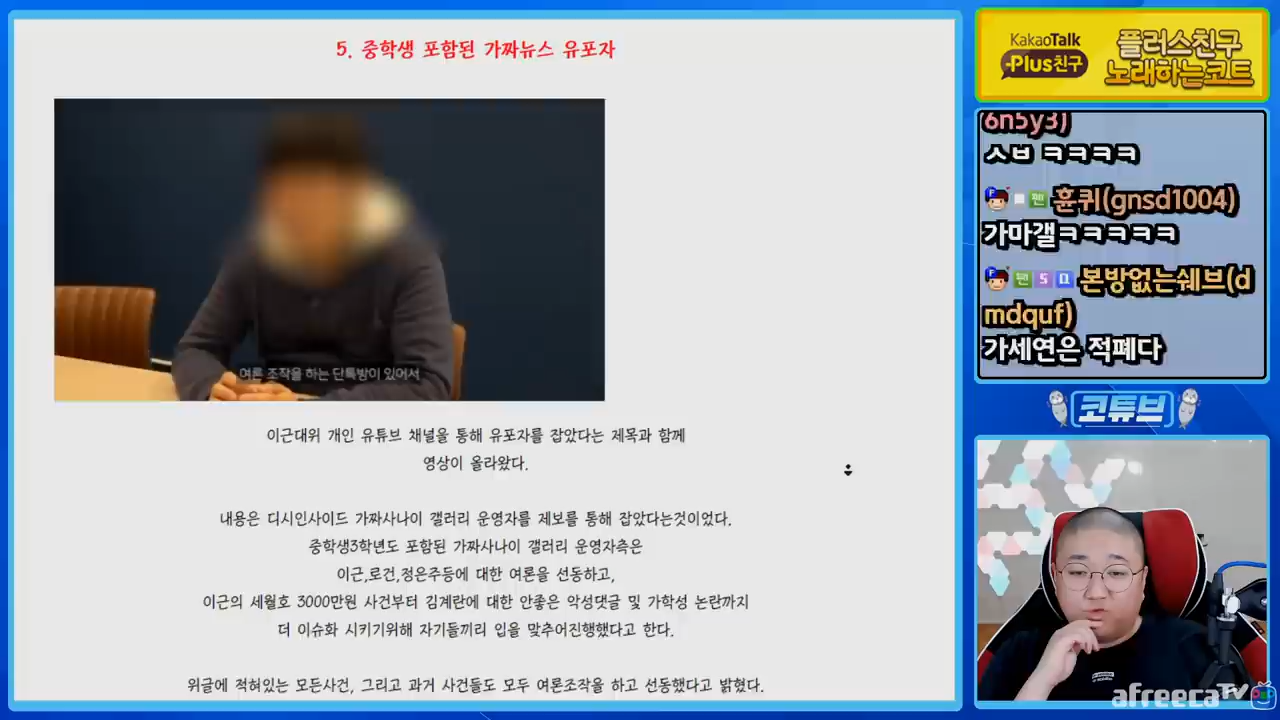 5. 중학생 포함된 가짜뉴스 유포자
여론 조작을 하는 단톡방이 있어서
이근대위 개인 유튜브 채널을 통해 유포자를 잡았다는 제목과 함께
영상이 올라왔다.
내용은 디시인사이드 가짜사나이 갤러리 운영자를 제보를 통해 잡았다는것이었다.
중학생3학년도 포함된 가짜사나이 갤러리 운영자측은
이근,로건,정은주등에 대한 여론을 선동하고,
이근의 세월호 3000만원 사건부터 김계란에 대한 안좋은 악성댓글 및 가학성 논란까지
더 이슈화 시키기위해 자기들끼리 입을 맞추어진행했다고 한다.
위글에 적혀있는 모든사건, 그리고 과거 사건들도 모두 여론조작을 하고 선동했다고 밝혔다.
KakaoTalk
Plus친구
플러스친구
노래하는코트
6n5y3)
ㅅㅂ ㅋㅋㅋㅋ
휸퀴(gnsd1004)
가마갤ㅋㅋㅋㅋㅋ
본방없는쉐브(d
mdquf)
가세연은 적폐다
코튜브
afreecaTV